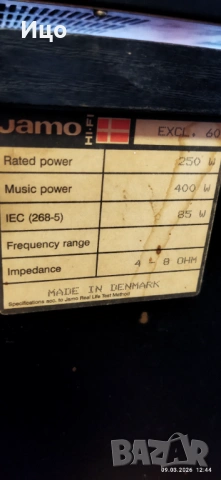 Ицо
Jamo HI-FI EXCL. 60
Rated power 250 W
Music power 400 W
IEC (268-5) 85 W
Frequency range
Impedance 4 - 8 OHM
MADE IN DENMARK
Specifications acc. to Jamo Real Life Test Method
BAZAR
09.03.2026 12:44